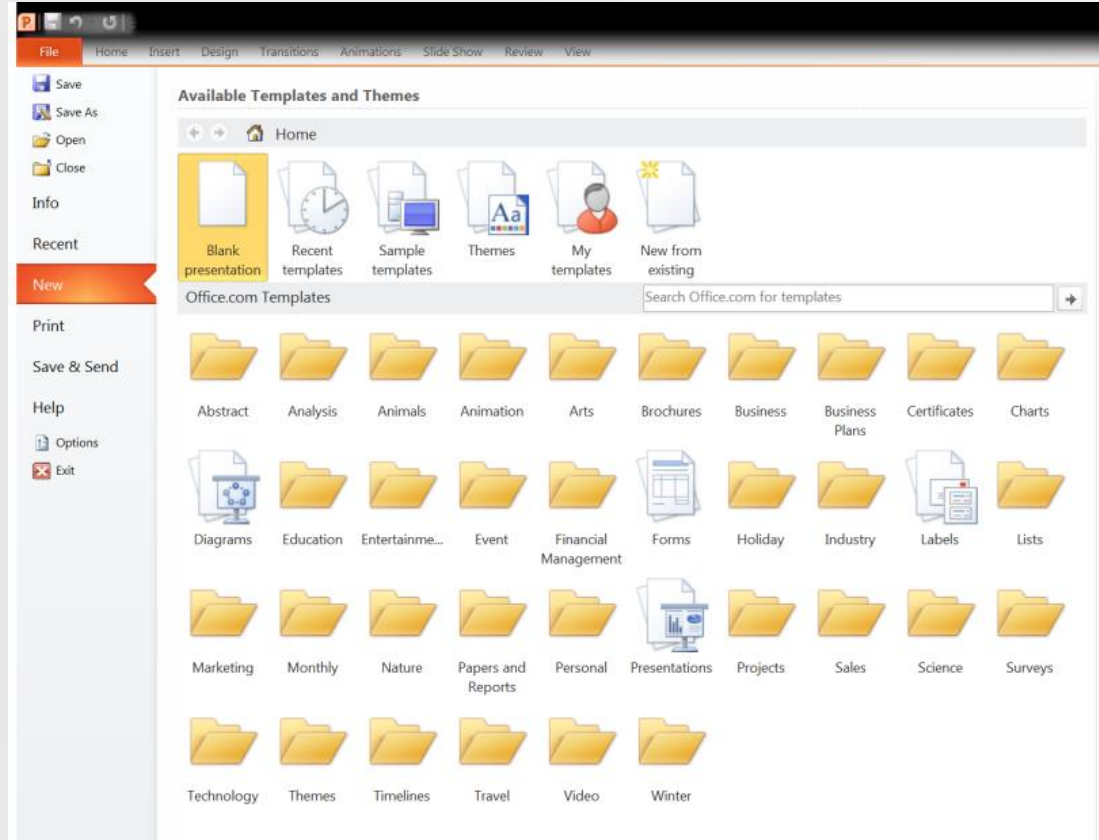 File Home Insert Design Transitions Animations Slide Show Review View
Save
Save As
Open
Close
Info
Recent
New
Print
Save & Send
Help
Options
Exit
Available Templates and Themes
Home
Blank presentation
Recent templates
Sample templates
Themes
My templates
New from existing
Office.com Templates
Search Office.com for templates
Abstract
Analysis
Animals
Animation
Arts
Brochures
Business
Business Plans
Certificates
Charts
Diagrams
Education
Entertainme...
Event
Financial Management
Forms
Holiday
Industry
Labels
Lists
Marketing
Monthly
Nature
Papers and Reports
Personal
Presentations
Projects
Sales
Science
Surveys
Technology
Themes
Timelines
Travel
Video
Winter